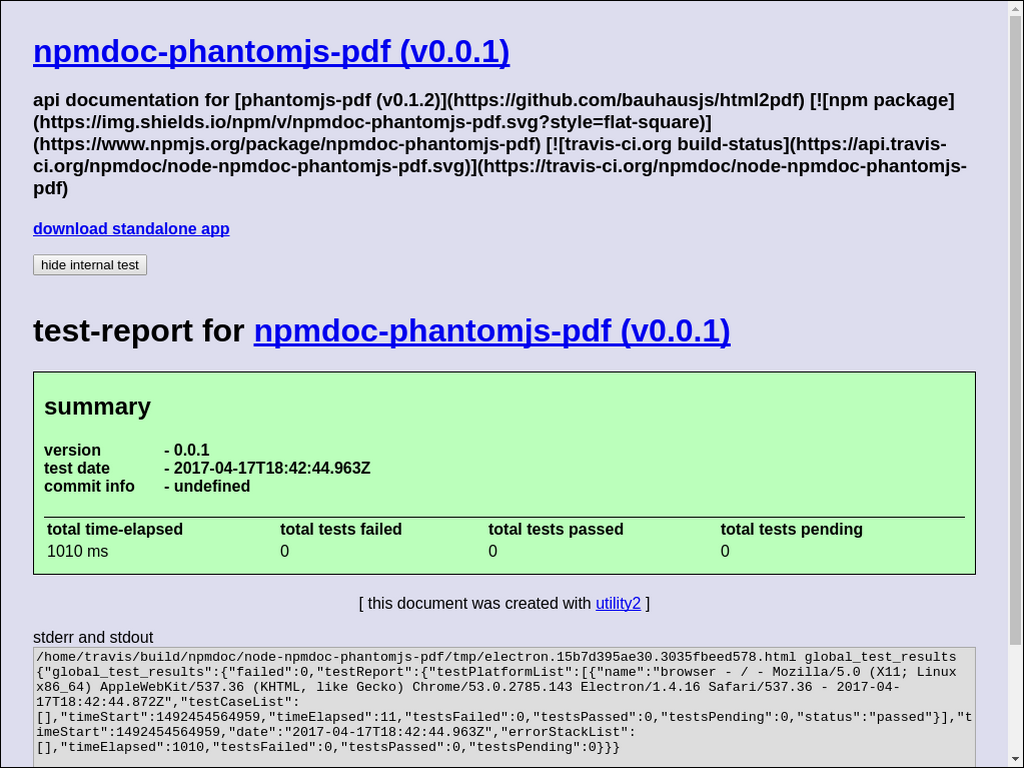 npmdoc-phantomjs-pdf (v0.0.1)
api documentation for [phantomjs-pdf (v0.1.2)](https://github.com/bauhausjs/html2pdf) [![npm package]
(https://img.shields.io/npm/v/npmdoc-phantomjs-pdf.svg?style=flat-square)]
(https://www.npmjs.org/package/npmdoc-phantomjs-pdf) [![travis-ci.org build-status](https://api.travis-
ci.org/npmdoc/node-npmdoc-phantomjs-pdf.svg)](https://travis-ci.org/npmdoc/node-npmdoc-phantomjs-
pdf)
download standalone app
hide internal test
test-report for npmdoc-phantomjs-pdf (v0.0.1)
summary
version - 0.0.1
test date - 2017-04-17T18:42:44.963Z
commit info - undefined
total time-elapsed total tests failed total tests passed total tests pending
1010 ms 0 0 0
[ this document was created with utility2 ]
stderr and stdout
/home/travis/build/npmdoc/node-npmdoc-phantomjs-pdf/tmp/electron.15b7d395ae30.3035fbeed578.html global_test_results
{"global_test_results":{"failed":0,"testReport":{"testPlatformList":[{"name":"browser - / - Mozilla/5.0 (X11; Linux
x86_64) AppleWebKit/537.36 (KHTML, like Gecko) Chrome/53.0.2785.143 Electron/1.4.16 Safari/537.36 - 2017-04-
17T18:42:44.872Z","testCaseList":
[],"timeStart":1492454564959,"timeElapsed":11,"testsFailed":0,"testsPassed":0,"testsPending":0,"status":"passed"}],"t
imeStart":1492454564959,"date":"2017-04-17T18:42:44.963Z","errorStackList":
[],"timeElapsed":1010,"testsFailed":0,"testsPassed":0,"testsPending":0}}}